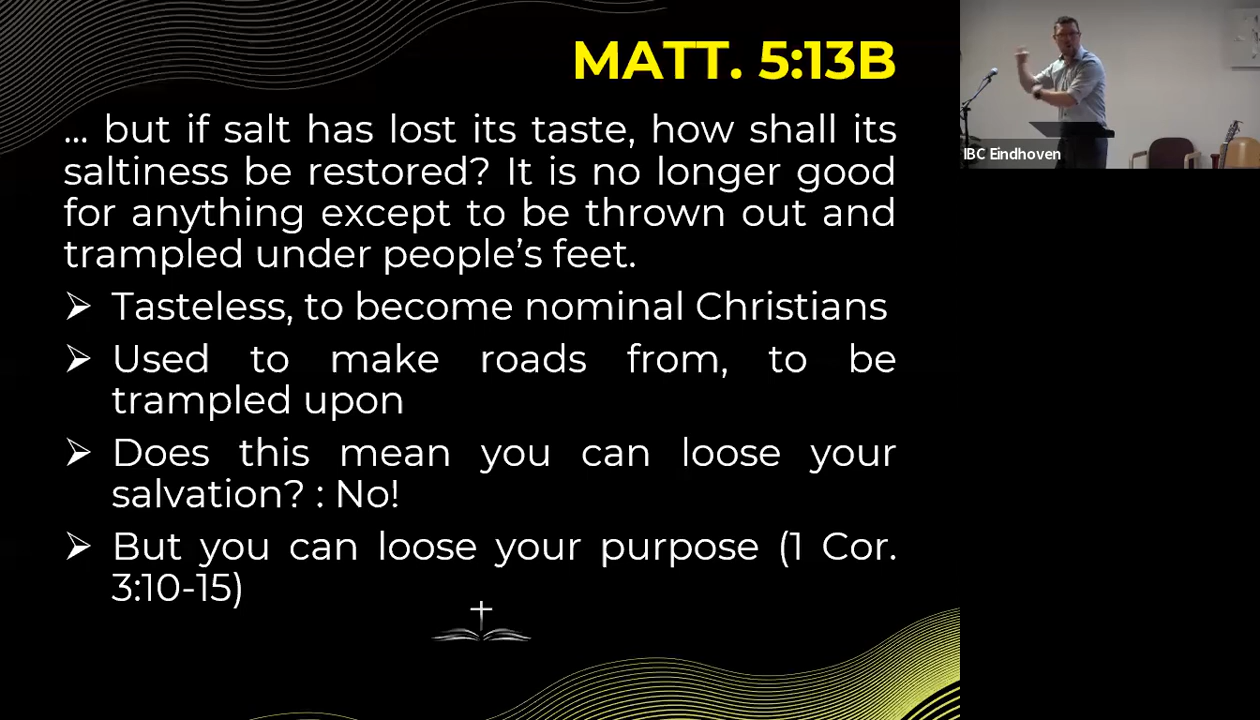 MATT. 5:13B
... but if salt has lost its taste, how shall its
saltiness be restored? It is no longer good
for anything except to be thrown out and
trampled under people’s feet.
Tasteless, to become nominal Christians
Used to make roads from, to be
trampled upon
Does this mean you can loose your
salvation? : No!
But you can loose your purpose (1 Cor.
3:10-15)
IBC Eindhoven